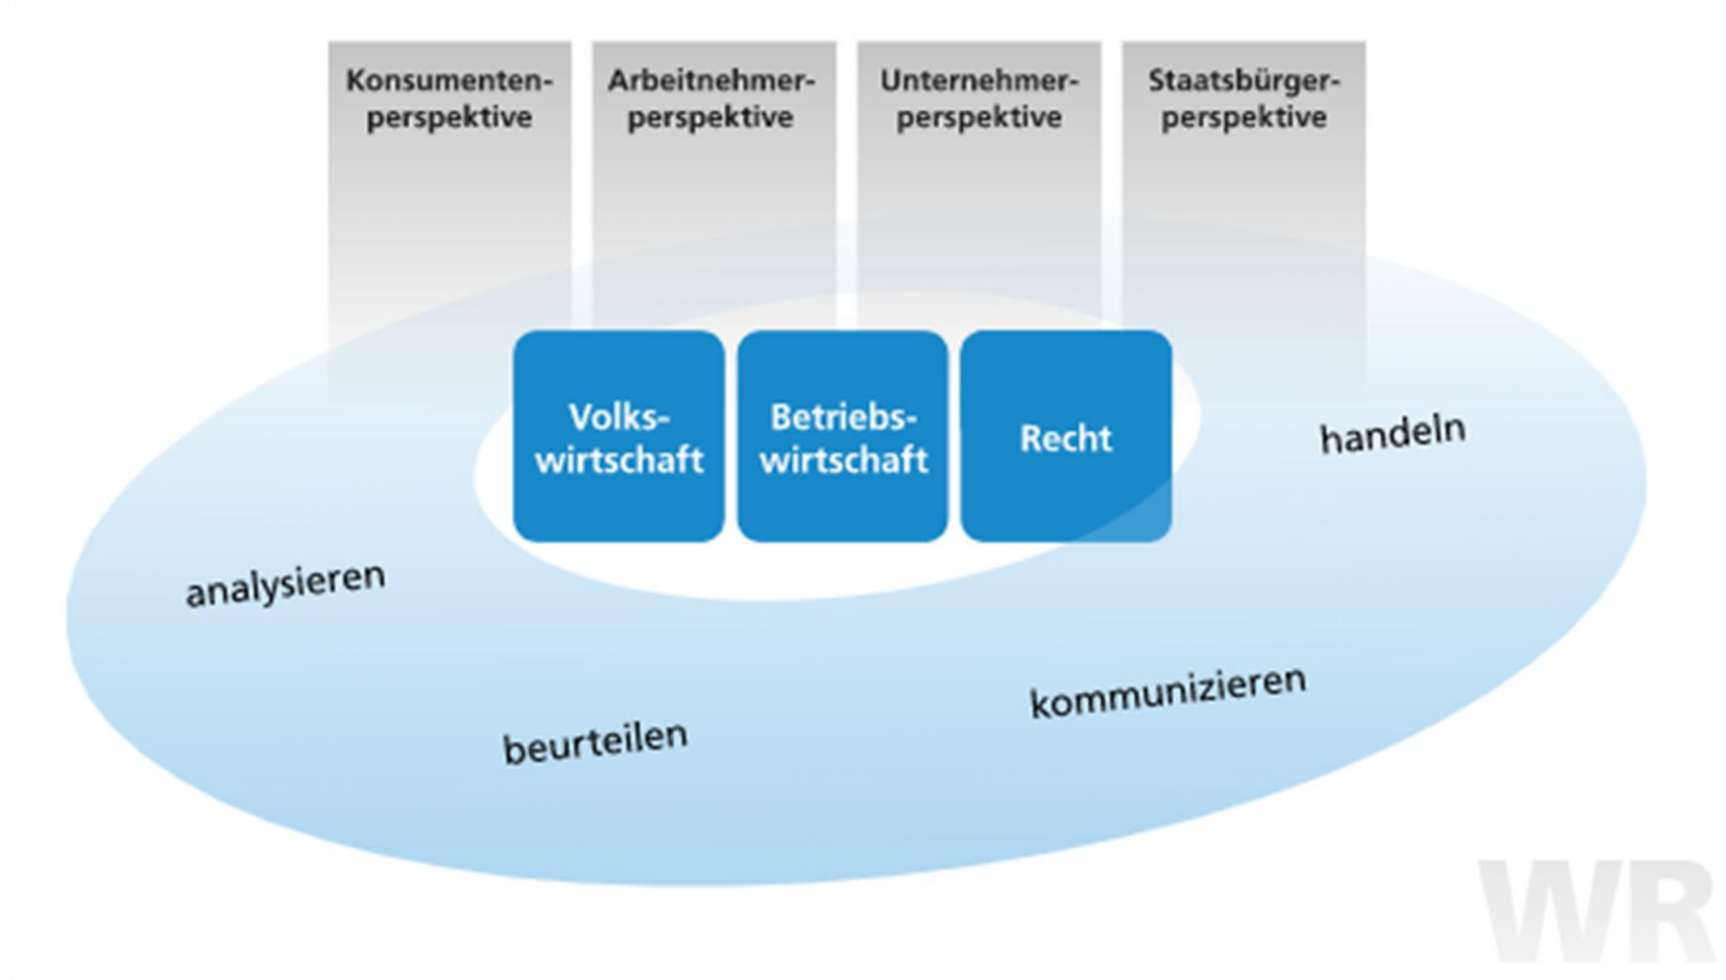 Konsumenten-
perspektive
Arbeitnehmer-
perspektive
Unternehmer-
perspektive
Staatsbürger-
perspektive
Volks-
wirtschaft
Betriebs-
wirtschaft
Recht
handeln
analysieren
kommunizieren
beurteilen
WR